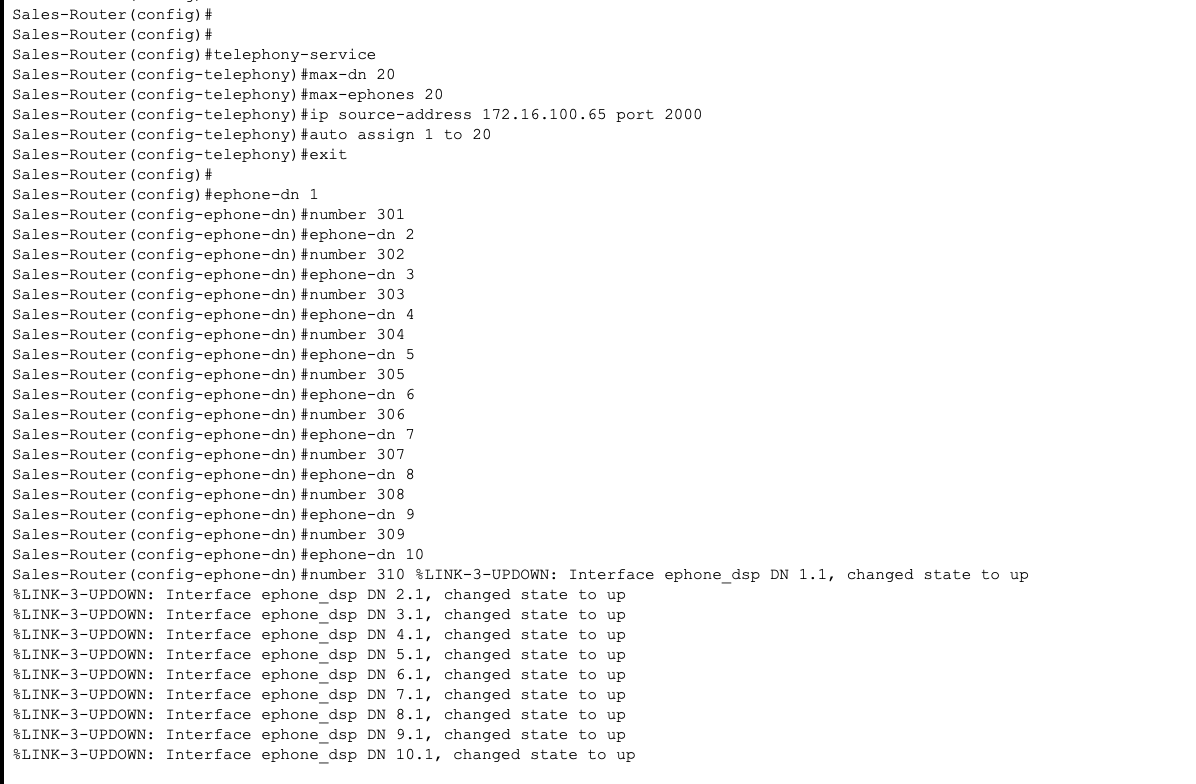 Sales-Router(config)#
Sales-Router(config)#
Sales-Router(config)#telephony-service
Sales-Router(config-telephony)#max-dn 20
Sales-Router(config-telephony)#max-ephones 20
Sales-Router(config-telephony)#ip source-address 172.16.100.65 port 2000
Sales-Router(config-telephony)#auto assign 1 to 20
Sales-Router(config-telephony)#exit
Sales-Router(config)#
Sales-Router(config)#ephone-dn 1
Sales-Router(config-ephone-dn)#number 301
Sales-Router(config-ephone-dn)#ephone-dn 2
Sales-Router(config-ephone-dn)#number 302
Sales-Router(config-ephone-dn)#ephone-dn 3
Sales-Router(config-ephone-dn)#number 303
Sales-Router(config-ephone-dn)#ephone-dn 4
Sales-Router(config-ephone-dn)#number 304
Sales-Router(config-ephone-dn)#ephone-dn 5
Sales-Router(config-ephone-dn)#number 305
Sales-Router(config-ephone-dn)#ephone-dn 6
Sales-Router(config-ephone-dn)#number 306
Sales-Router(config-ephone-dn)#ephone-dn 7
Sales-Router(config-ephone-dn)#number 307
Sales-Router(config-ephone-dn)#ephone-dn 8
Sales-Router(config-ephone-dn)#number 308
Sales-Router(config-ephone-dn)#ephone-dn 9
Sales-Router(config-ephone-dn)#number 309
Sales-Router(config-ephone-dn)#ephone-dn 10
Sales-Router(config-ephone-dn)#number 310 %LINK-3-UPDOWN: Interface ephone_dsp DN 1.1, changed state to up
%LINK-3-UPDOWN: Interface ephone_dsp DN 2.1, changed state to up
%LINK-3-UPDOWN: Interface ephone_dsp DN 3.1, changed state to up
%LINK-3-UPDOWN: Interface ephone_dsp DN 4.1, changed state to up
%LINK-3-UPDOWN: Interface ephone_dsp DN 5.1, changed state to up
%LINK-3-UPDOWN: Interface ephone_dsp DN 6.1, changed state to up
%LINK-3-UPDOWN: Interface ephone_dsp DN 7.1, changed state to up
%LINK-3-UPDOWN: Interface ephone_dsp DN 8.1, changed state to up
%LINK-3-UPDOWN: Interface ephone_dsp DN 9.1, changed state to up
%LINK-3-UPDOWN: Interface ephone_dsp DN 10.1, changed state to up